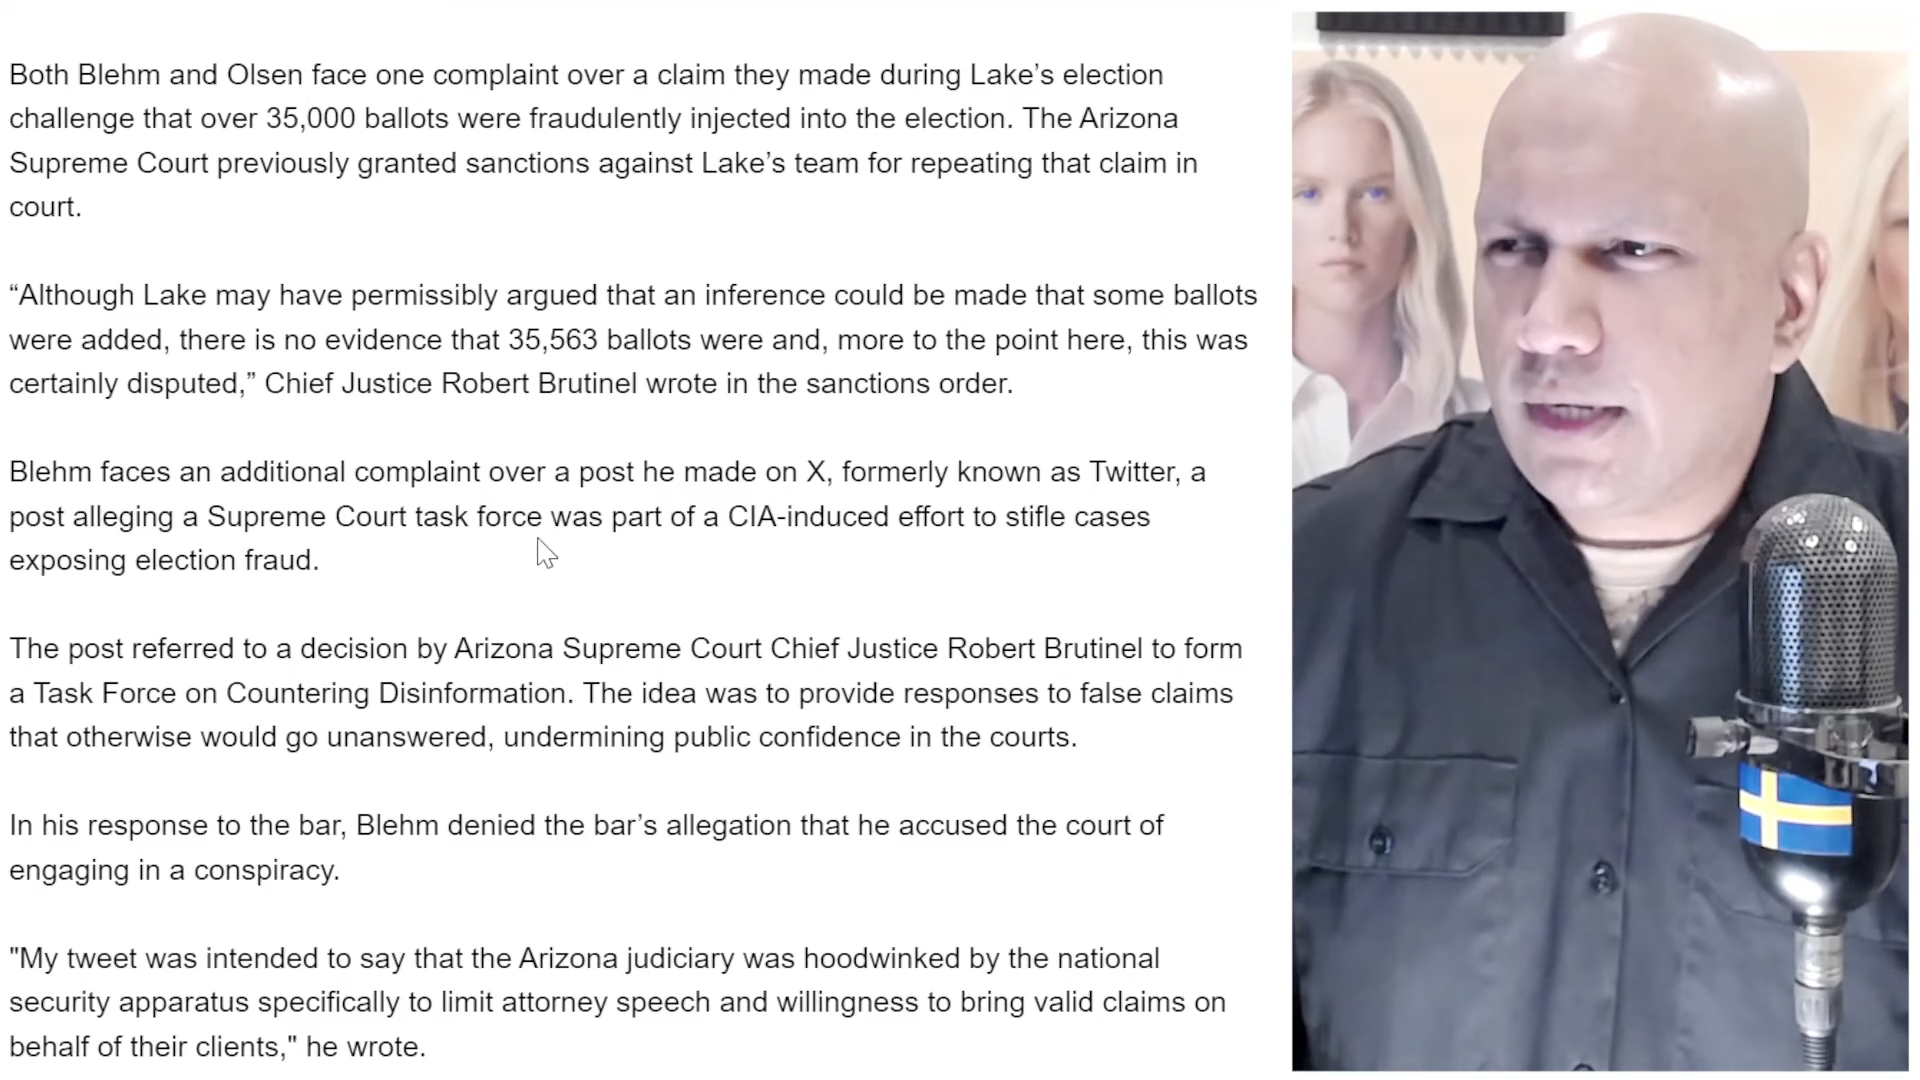 Both Blehm and Olsen face one complaint over a claim they made during Lake’s election
challenge that over 35,000 ballots were fraudulently injected into the election. The Arizona
Supreme Court previously granted sanctions against Lake’s team for repeating that claim in
court.
“Although Lake may have permissibly argued that an inference could be made that some ballots
were added, there is no evidence that 35,563 ballots were and, more to the point here, this was
certainly disputed,” Chief Justice Robert Brutinel wrote in the sanctions order.
Blehm faces an additional complaint over a post he made on X, formerly known as Twitter, a
post alleging a Supreme Court task force was part of a CIA-induced effort to stifle cases
exposing election fraud.
The post referred to a decision by Arizona Supreme Court Chief Justice Robert Brutinel to form
a Task Force on Countering Disinformation. The idea was to provide responses to false claims
that otherwise would go unanswered, undermining public confidence in the courts.
In his response to the bar, Blehm denied the bar’s allegation that he accused the court of
engaging in a conspiracy.
"My tweet was intended to say that the Arizona judiciary was hoodwinked by the national
security apparatus specifically to limit attorney speech and willingness to bring valid claims on
behalf of their clients," he wrote.